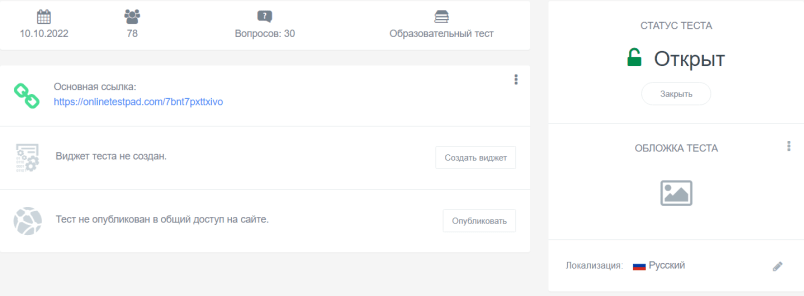 10.10.2022
78
Вопросов: 30
Образовательный тест
Основная ссылка:
https://onlinetestpad.com/7bnt7pxttxivo
Виджет теста не создан.
Создать виджет
Тест не опубликован в общий доступ на сайте.
Опубликовать
СТАТУС ТЕСТА
Открыт
Закрыть
ОБЛОЖКА ТЕСТА
Локализация:
Русский